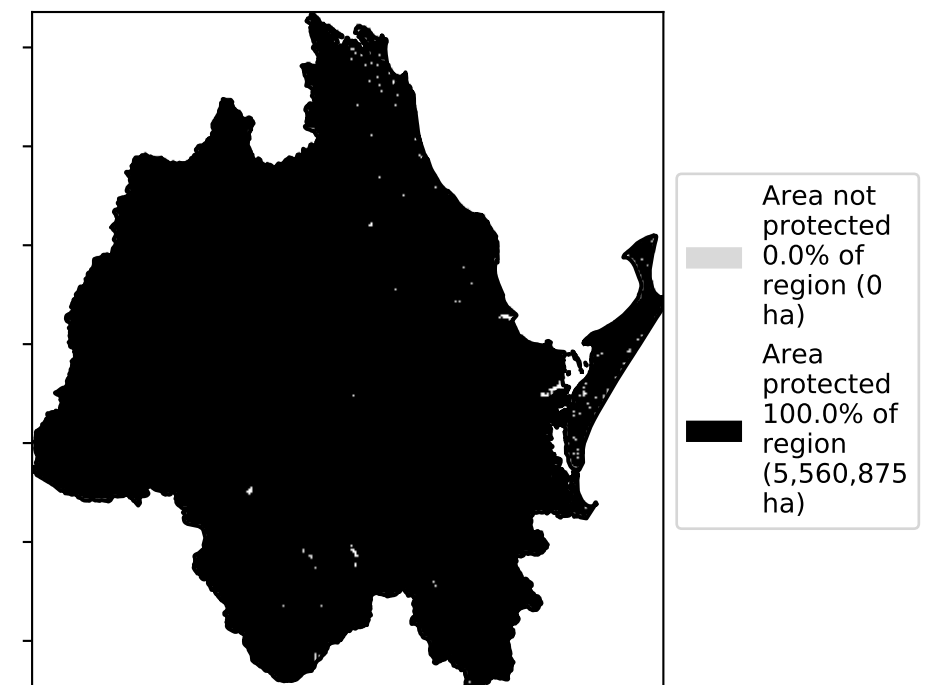 Area not
protected
0.0% of
region (0
ha)
Area
protected
100.0% of
region
(5,560,875
ha)